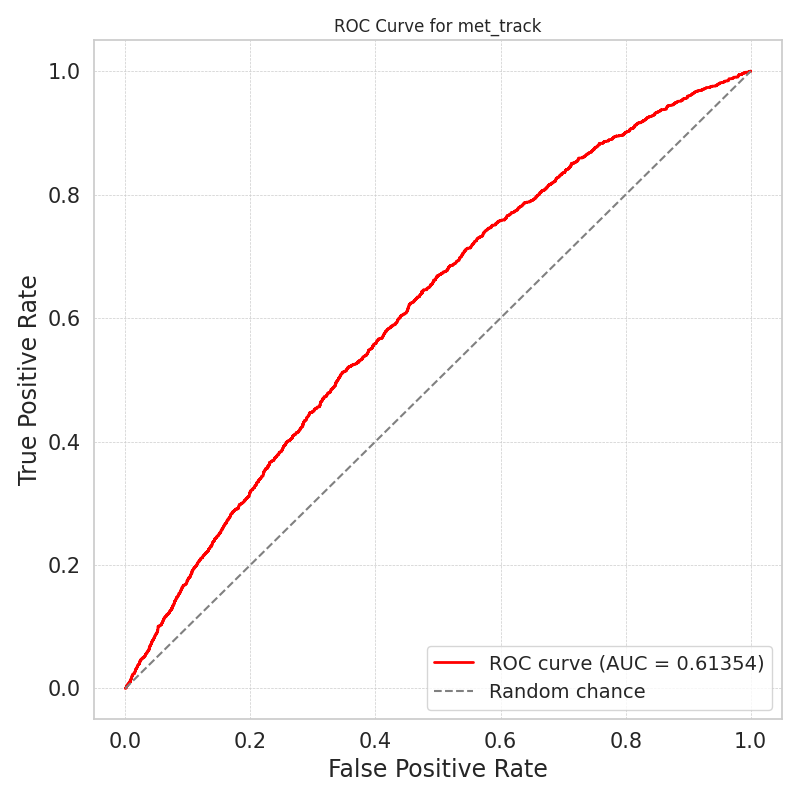 ROC Curve for met_track
True Positive Rate
1.0
0.8
0.6
0.4
0.2
0.0
ROC curve (AUC = 0.61354)
Random chance
0.0 0.2 0.4 0.6 0.8 1.0
False Positive Rate